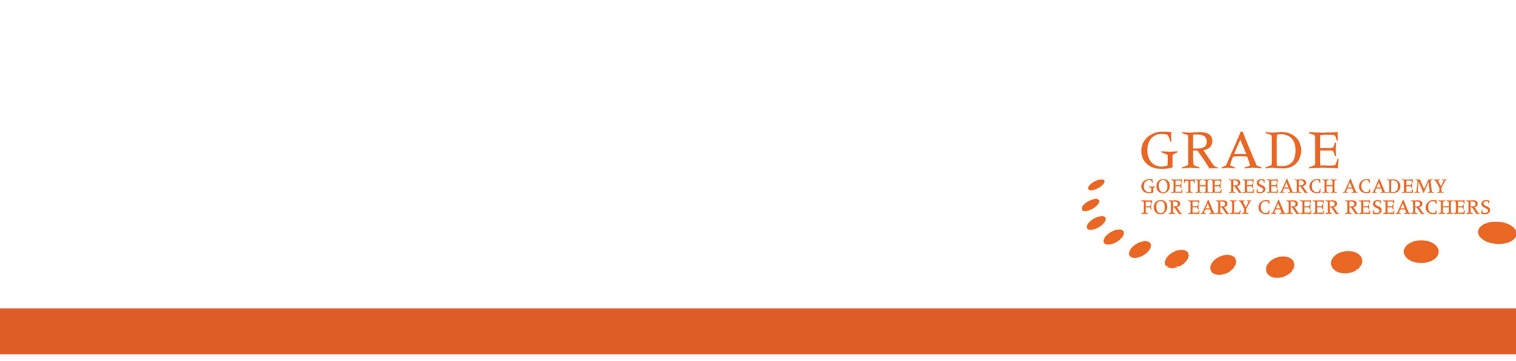 GRADE
GOETHE RESEARCH ACADEMY
FOR EARLY CAREER RESEARCHERS